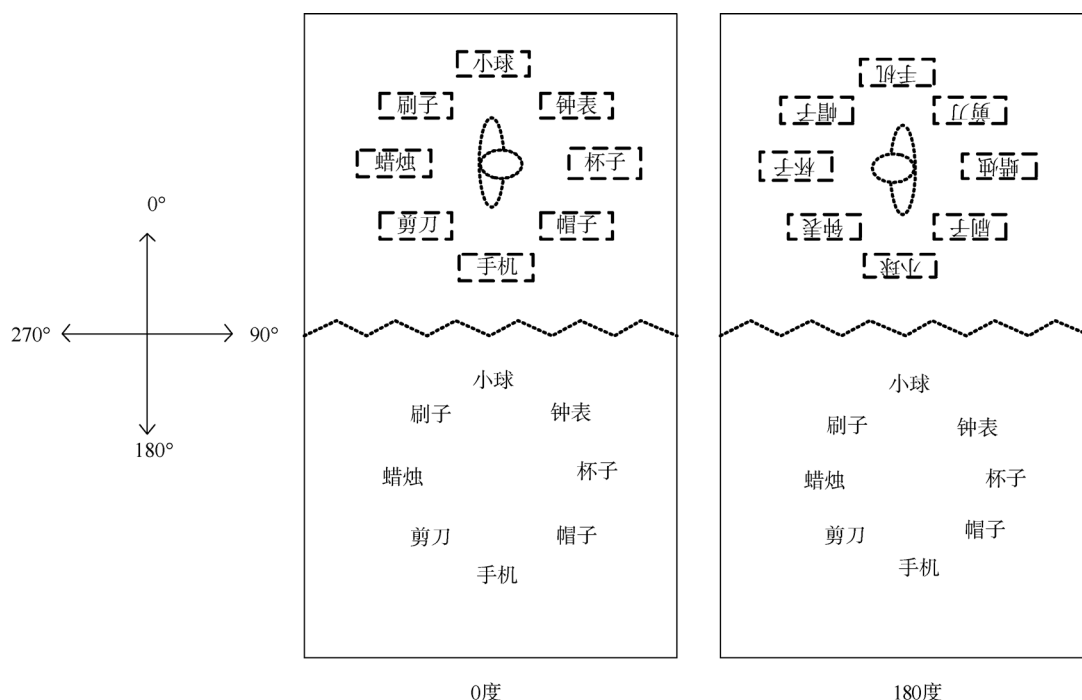 0°
270°
90°
180°
小球
刷子
钟表
蜡烛
杯子
剪刀
帽子
手机
小球
刷子
钟表
蜡烛
杯子
剪刀
帽子
手机
0度
手机
帽子
剪刀
杯子
蜡烛
钟表
刷子
小球
小球
刷子
钟表
蜡烛
杯子
剪刀
帽子
手机
180度